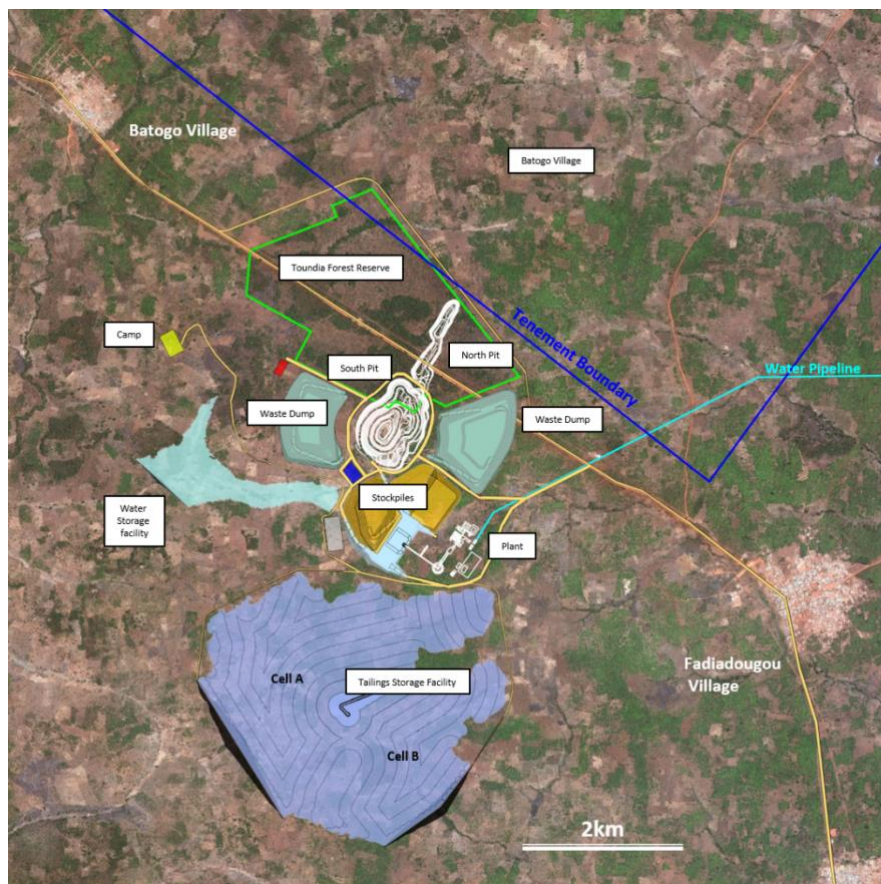 Batogo Village
Batogo Village
Toundia Forest Reserve
Camp
Tenement Boundary
South Pit
North Pit
Water Pipeline
Waste Dump
Waste Dump
Stockpiles
Water
Storage
facility
Plant
Fadiadougou
Village
Cell A
Tailings Storage Facility
Cell B
2km